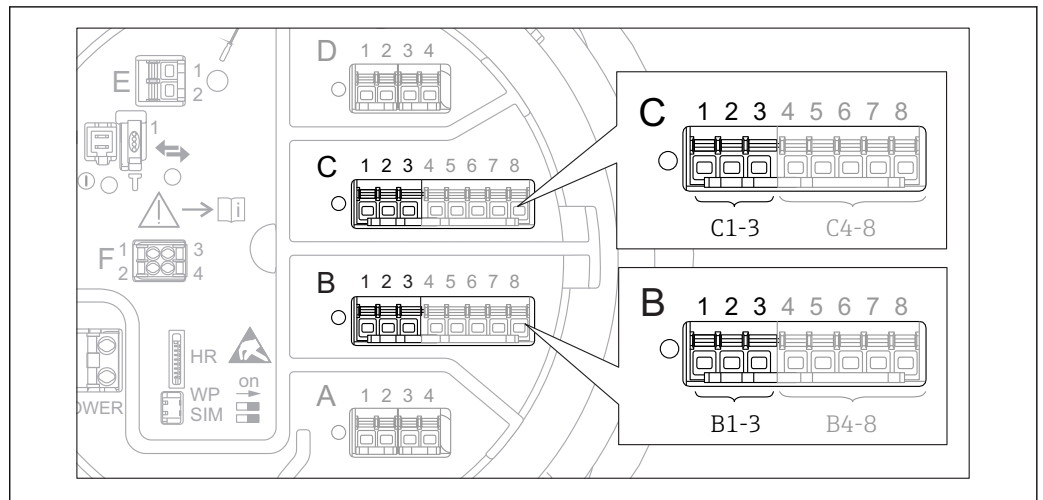 D 1 2 3 4
E 1
2
1
C 1 2 3 4 5 6 7 8
C 1 2 3 4 5 6 7 8
C1-3 C4-8
F 1 3
2 4
B 1 2 3 4 5 6 7 8
B 1 2 3 4 5 6 7 8
B1-3 B4-8
HR
WP on
SIM
OWER
A 1 2 3 4
i